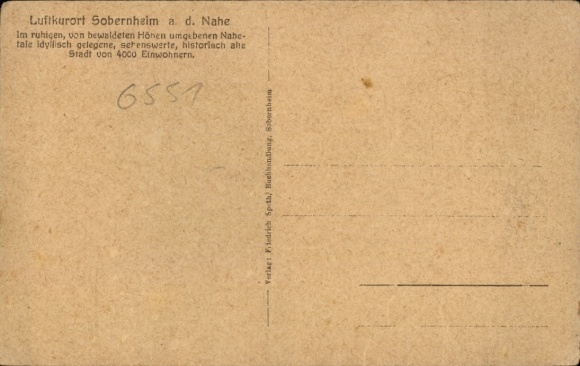 Luftkurort Sobernheim a. d. Nahe
Im ruhigen, von bewaldeten Höhen umgebenen Nahe-
tale idyllisch gelegene, sehenswerte, historisch alte
Stadt von 4000 Einwohnern.
6551
Verlag: Friedrich Späth, Buchhandlung, Sobernheim